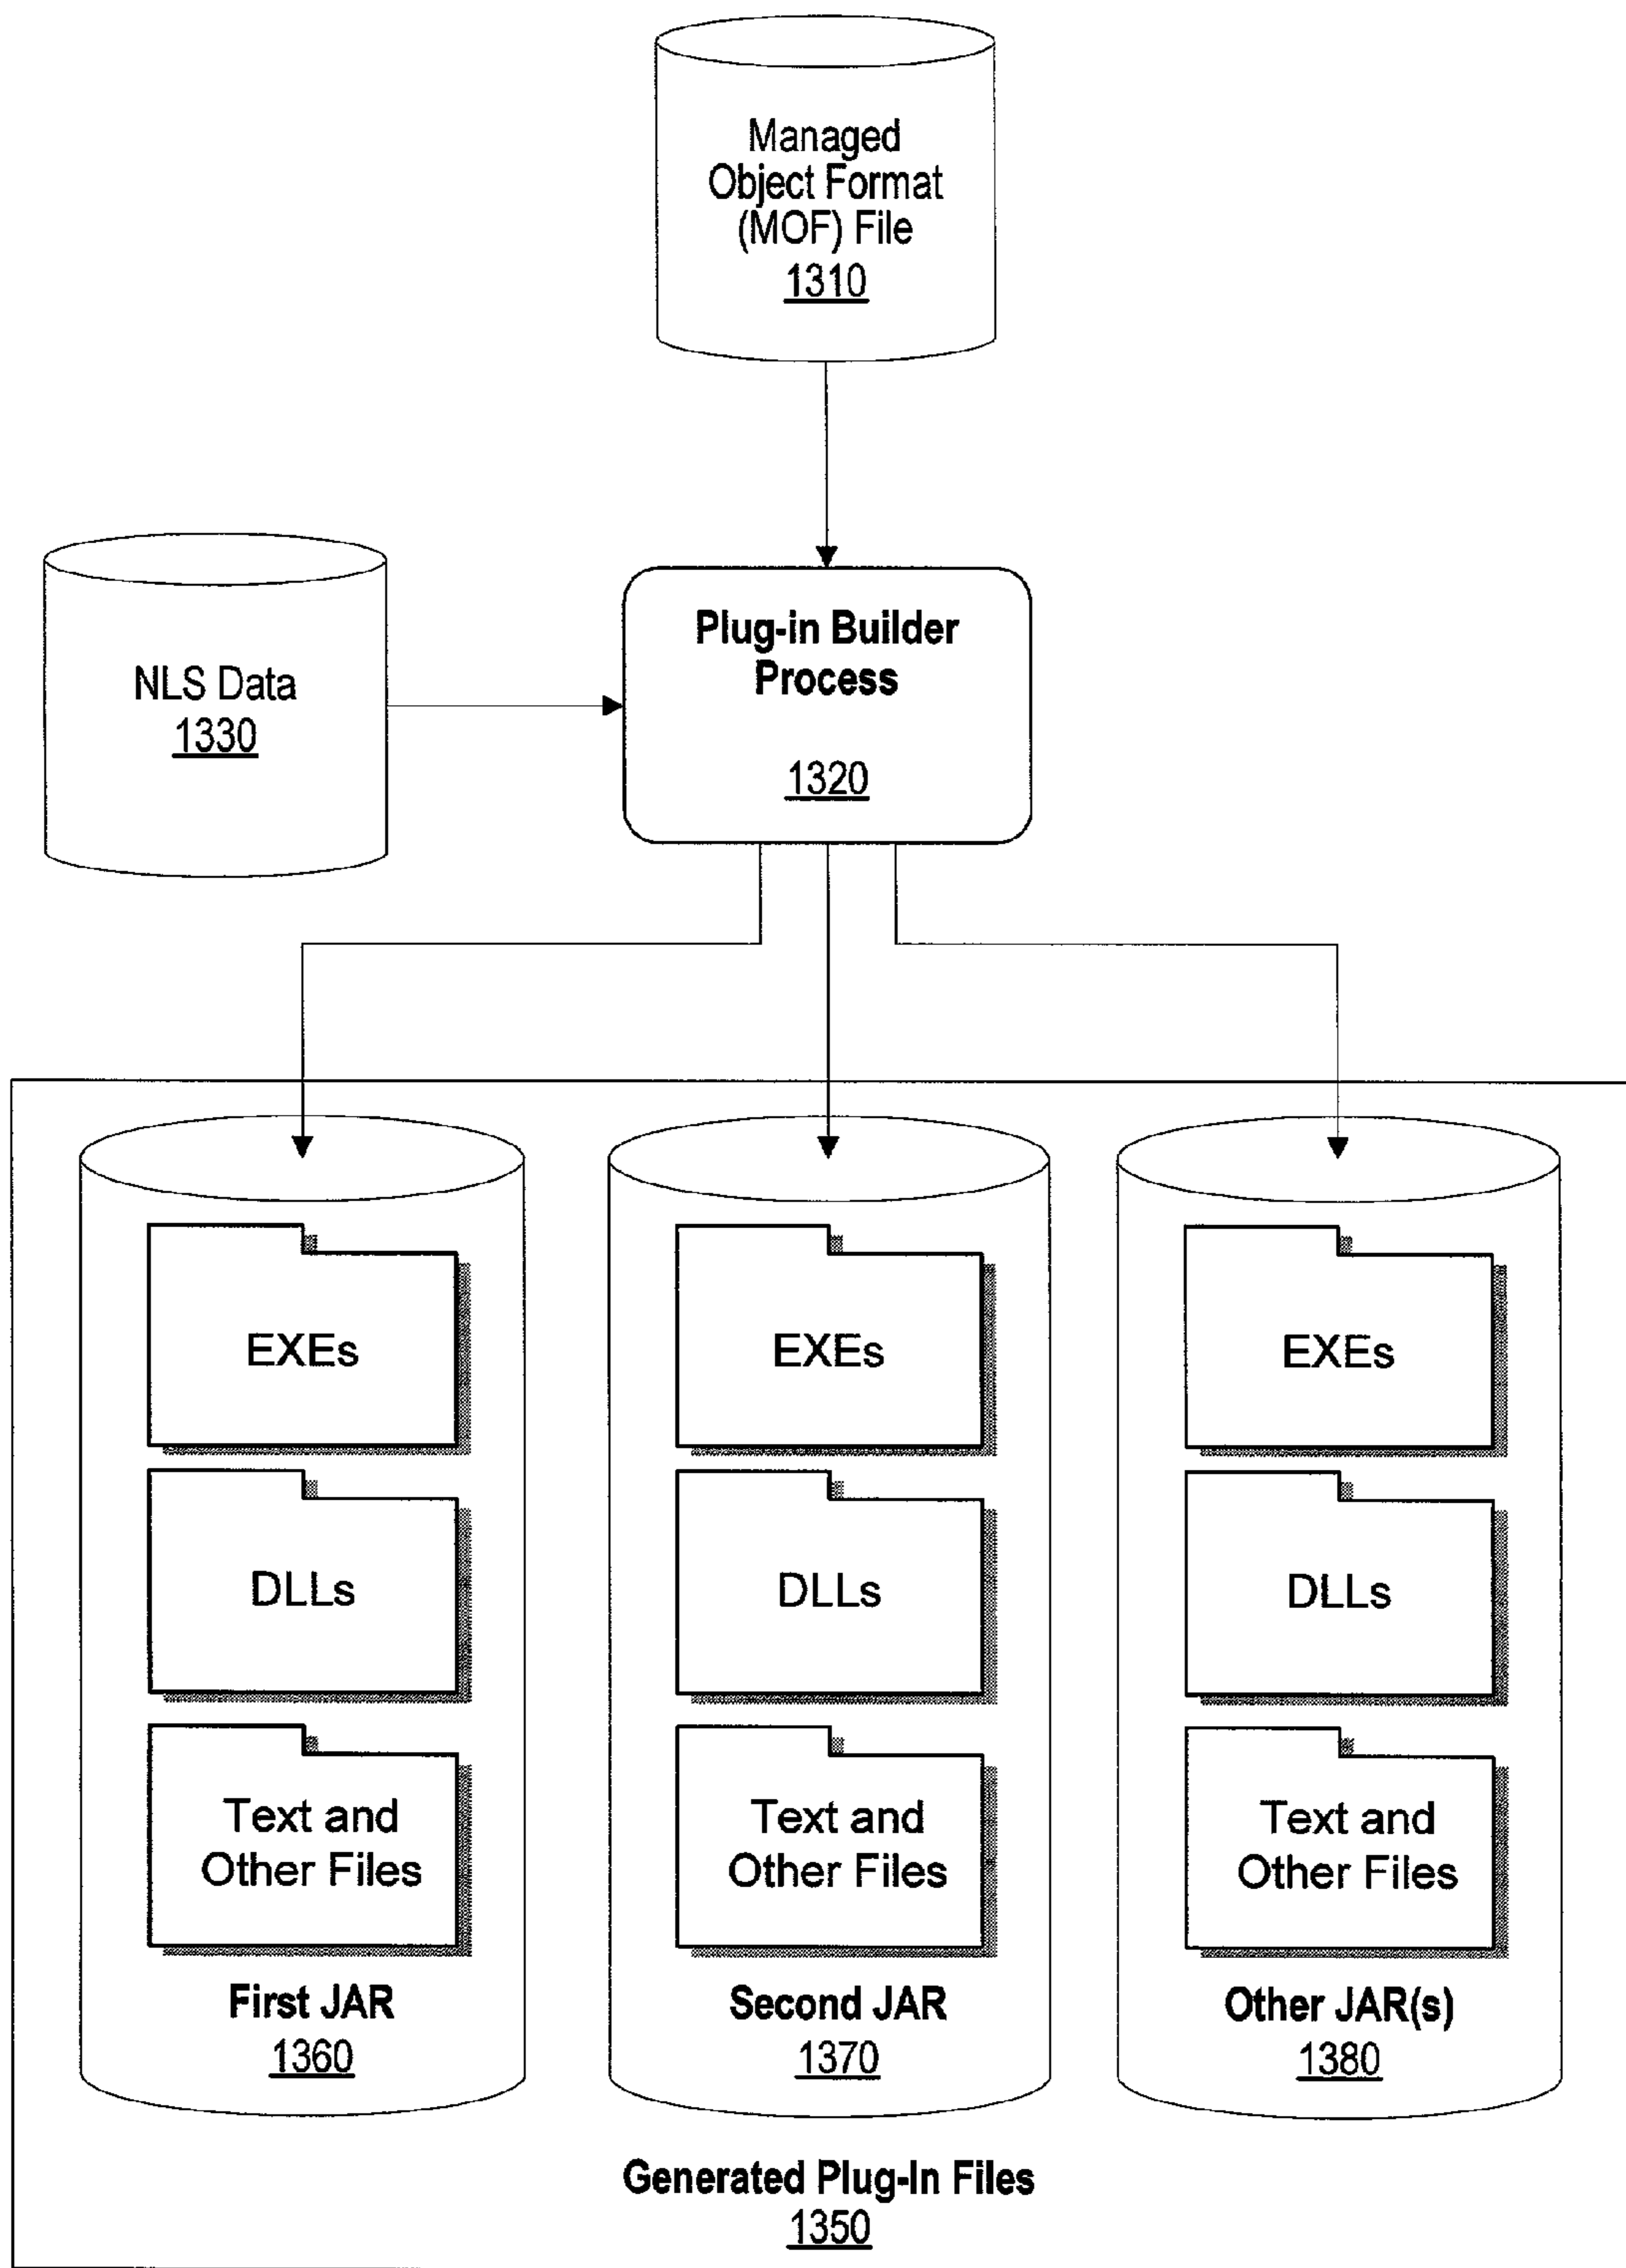 Managed
Object Format
(MOF) File
1310
NLS Data
1330
Plug-in Builder
Process
1320
EXEs
DLLs
Text and
Other Files
First JAR
1360
EXEs
DLLs
Text and
Other Files
Second JAR
1370
EXEs
DLLs
Text and
Other Files
Other JAR(s)
1380
Generated Plug-In Files
1350